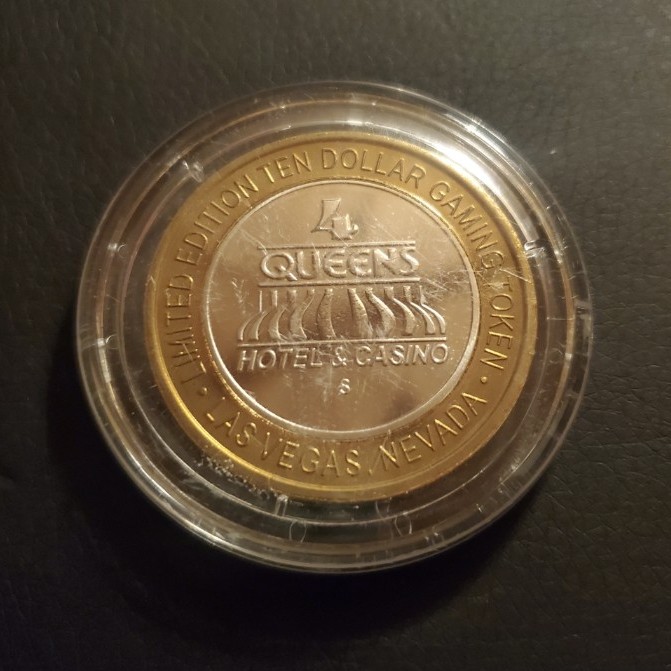 LIMITED EDITION TEN DOLLAR GAMING TOKEN
4
QUEENS
HOTEL & CASINO
S
• LAS VEGAS, NEVADA •